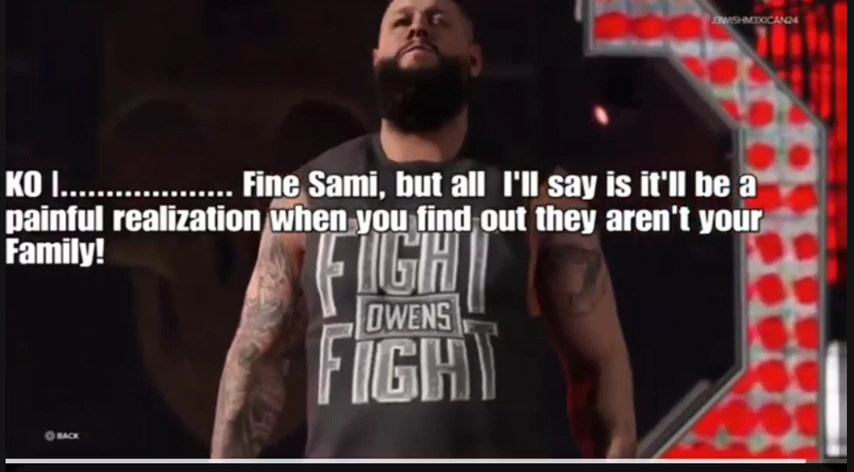 J3WISHM3XICAN24
KO I................... Fine Sami, but all I'll say is it'll be a
painful realization when you find out they aren't your
Family!
FIGHT
OWENS
FIGHT
BACK